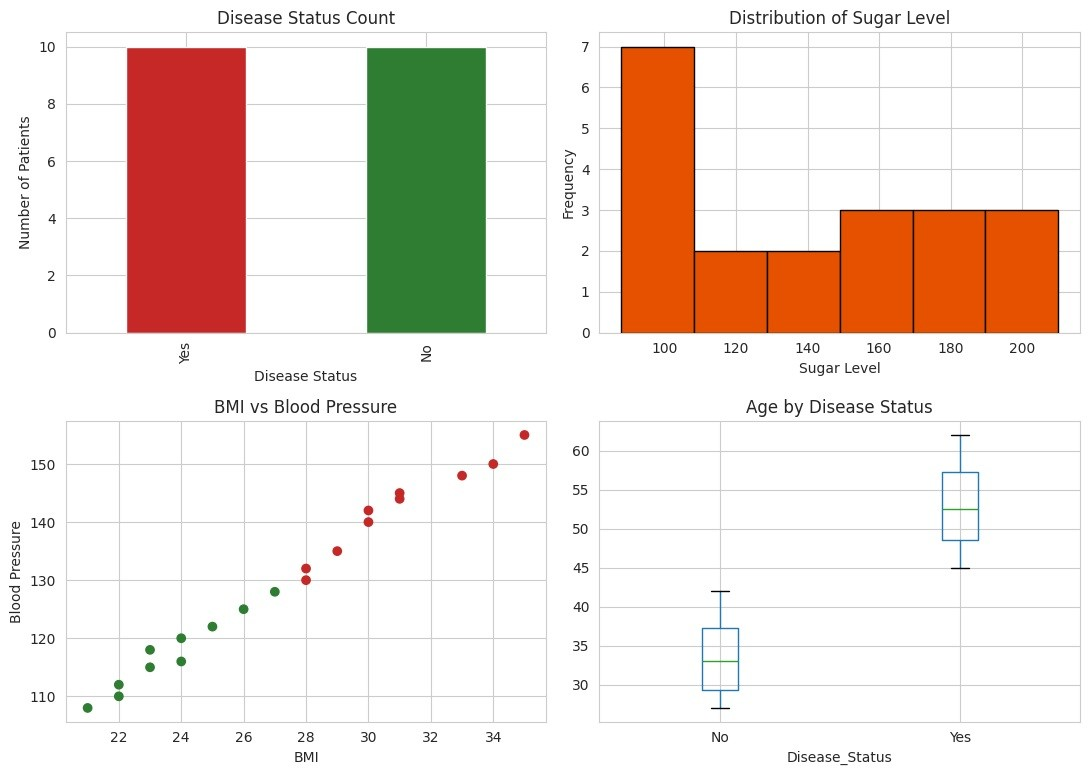 Disease Status Count
10
8
6
4
2
0
Number of Patients
Yes
No
Disease Status
Distribution of Sugar Level
7
6
5
4
3
2
1
0
Frequency
100 120 140 160 180 200
Sugar Level
BMI vs Blood Pressure
150
140
130
120
110
Blood Pressure
22 24 26 28 30 32 34
BMI
Age by Disease Status
60
55
50
45
40
35
30
No Yes
Disease_Status